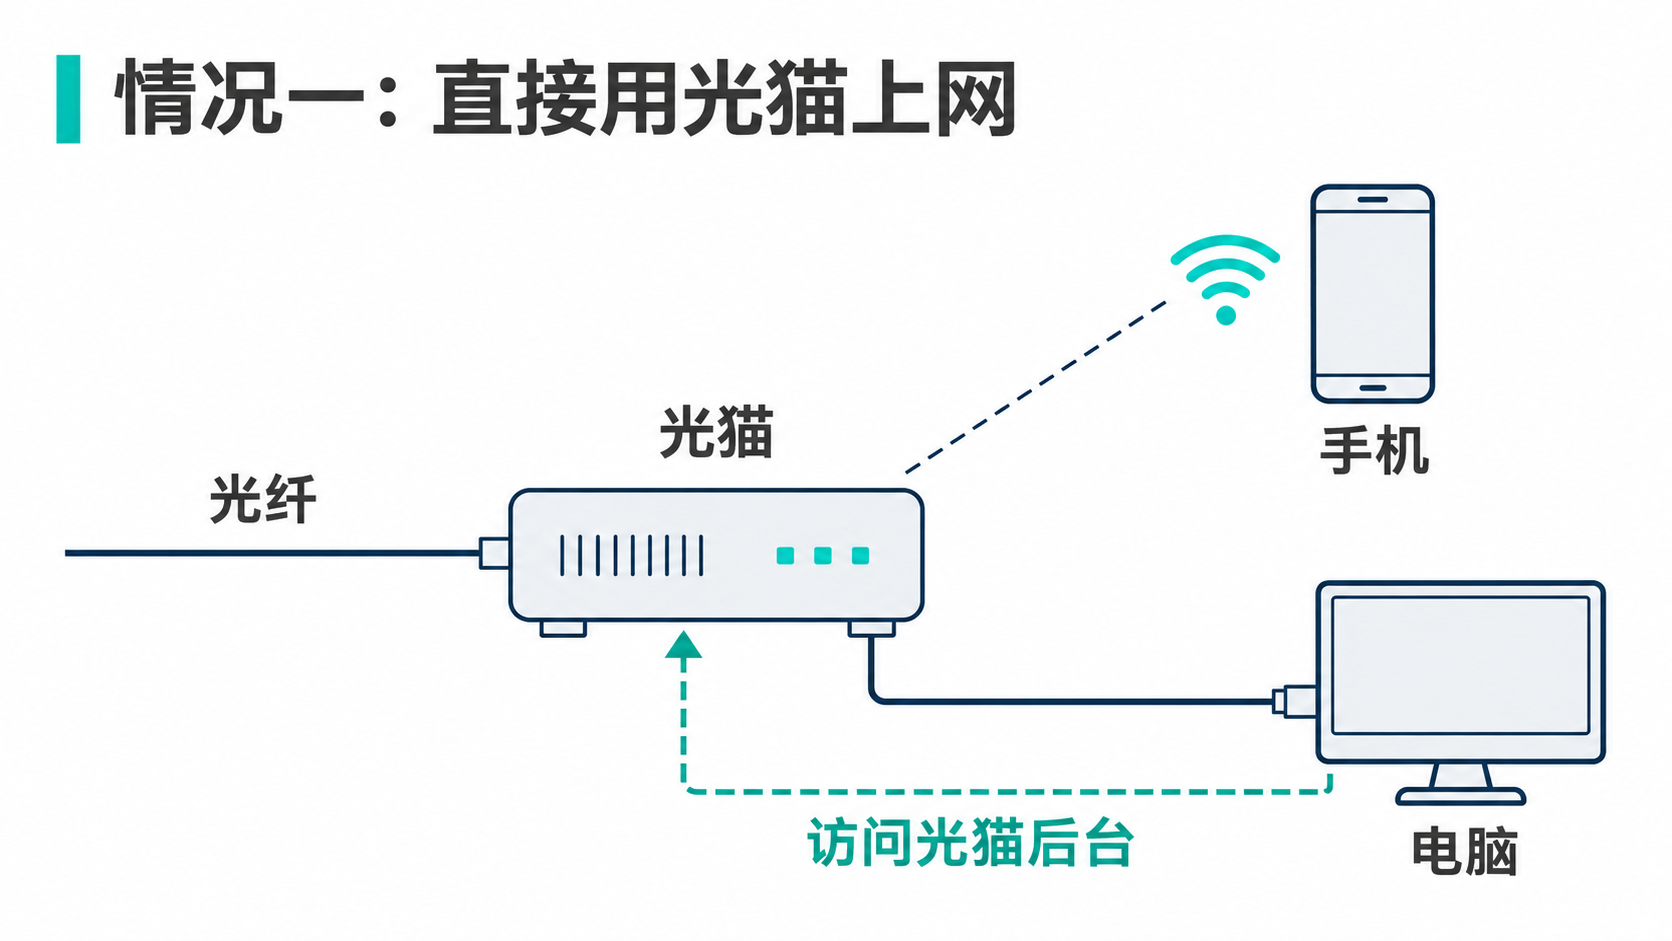 情况一：直接用光猫上网
光猫
手机
光纤
访问光猫后台
电脑